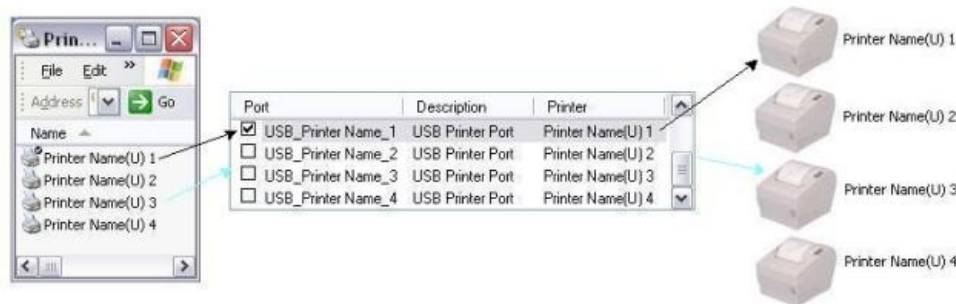 Prin...
File Edit »
Address Go
Name
Printer Name(U) 1
Printer Name(U) 2
Printer Name(U) 3
Printer Name(U) 4
Port Description Printer
USB_Printer Name_1 USB Printer Port Printer Name(U) 1
USB_Printer Name_2 USB Printer Port Printer Name(U) 2
USB_Printer Name_3 USB Printer Port Printer Name(U) 3
USB_Printer Name_4 USB Printer Port Printer Name(U) 4
Printer Name(U) 1
Printer Name(U) 2
Printer Name(U) 3
Printer Name(U) 4